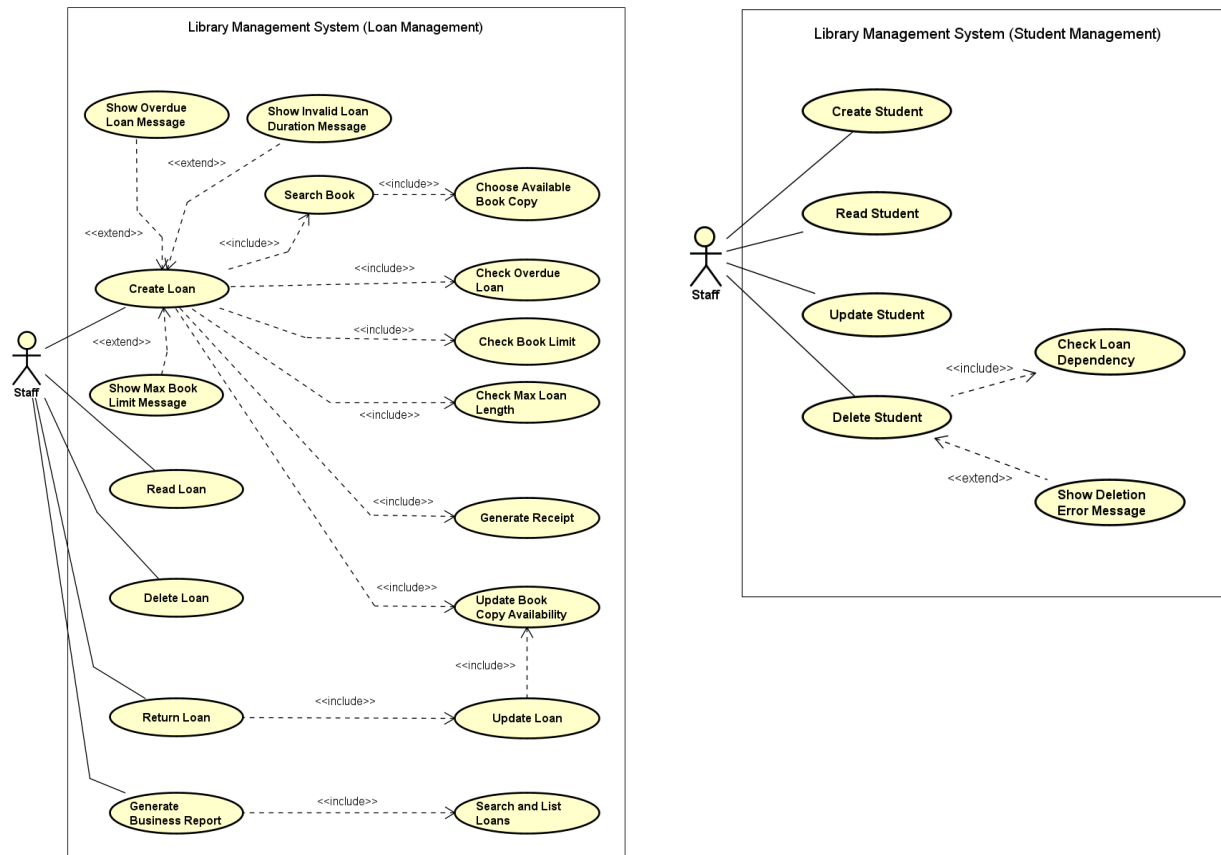 Library Management System (Loan Management)
Show Overdue
Loan Message
Show Invalid Loan
Duration Message
<<extend>>
Search Book
<<include>>
Choose Available
Book Copy
<<extend>>
<<include>>
Create Loan
<<include>>
Check Overdue
Loan
<<extend>>
<<include>>
Check Book Limit
Staff
Show Max Book
Limit Message
<<include>>
Check Max Loan
Length
Read Loan
<<include>>
Generate Receipt
Delete Loan
<<include>>
Update Book
Copy Availability
<<include>>
Return Loan
<<include>>
Update Loan
Generate
Business Report
<<include>>
Search and List
Loans
Library Management System (Student Management)
Create Student
Read Student
Staff
Update Student
Check Loan
Dependency
<<include>>
Delete Student
<<extend>>
Show Deletion
Error Message